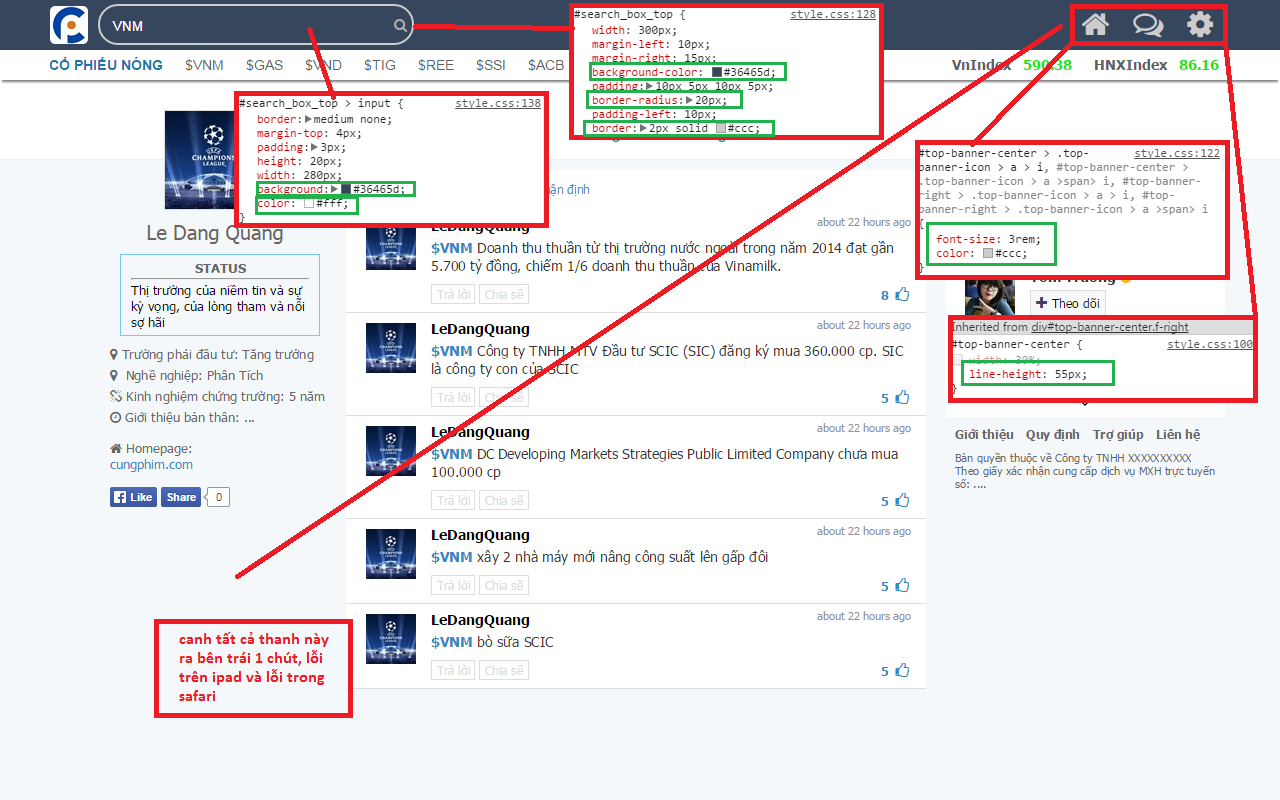 VNM
CỔ PHIẾU NÓNG $VNM $GAS $VND $TIG $REE $SSI $ACB
VnIndex 590.38 HNXIndex 86.16
#search_box_top { style.css:128
width: 300px;
margin-left: 10px;
margin-right: 15px;
background-color: #36465d;
padding: 10px 5px 10px 5px;
border-radius: 20px;
padding-left: 10px;
border: 2px solid #ccc;
#search_box_top > input { style.css:138
border: medium none;
margin-top: 4px;
padding: 3px;
height: 20px;
width: 280px;
background: #36465d;
color: #fff;
}
#top-banner-center > .top-banner-icon > a > i, #top-banner-center > .top-banner-icon > a >span> i, #top-banner-right > .top-banner-icon > a > i, #top-banner-right > .top-banner-icon > a >span> i style.css:122
{
font-size: 3rem;
color: #ccc;
}
Theo dõi
Inherited from div#top-banner-center.f-right
#top-banner-center { style.css:100
width: 30%;
line-height: 55px;
}
CHAMPIONS
LEAGUE
Le Dang Quang
STATUS
Thị trường của niềm tin và sự
kỳ vọng, của lòng tham và nỗi
sợ hãi
Trường phái đầu tư: Tăng trưởng
Nghề nghiệp: Phân Tích
Kinh nghiệm chứng trường: 5 năm
Giới thiệu bản thân: ...
Homepage:
cungphim.com
Like Share 0
LeDangQuang about 22 hours ago
$VNM Doanh thu thuần từ thị trường nước ngoài trong năm 2014 đạt gần
5.700 tỷ đồng, chiếm 1/6 doanh thu thuần của Vinamilk.
Trả lời Chia sẽ 8
LeDangQuang about 22 hours ago
$VNM Công ty TNHH MTV Đầu tư SCIC (SIC) đăng ký mua 360.000 cp. SIC
là công ty con của SCIC
Trả lời Chia sẽ 5
LeDangQuang about 22 hours ago
$VNM DC Developing Markets Strategies Public Limited Company chưa mua
100.000 cp
Trả lời Chia sẽ 5
LeDangQuang about 22 hours ago
$VNM xây 2 nhà máy mới nâng công suất lên gấp đôi
Trả lời Chia sẽ 5
LeDangQuang about 22 hours ago
$VNM bò sữa SCIC
Trả lời Chia sẽ 5
Giới thiệu Quy định Trợ giúp Liên hệ
Bản quyền thuộc về Công ty TNHH XXXXXXXXXX
Theo giấy xác nhận cung cấp dịch vụ MXH trực tuyến
số: ....
canh tất cả thanh này
ra bên trái 1 chút, lỗi
trên ipad và lỗi trong
safari